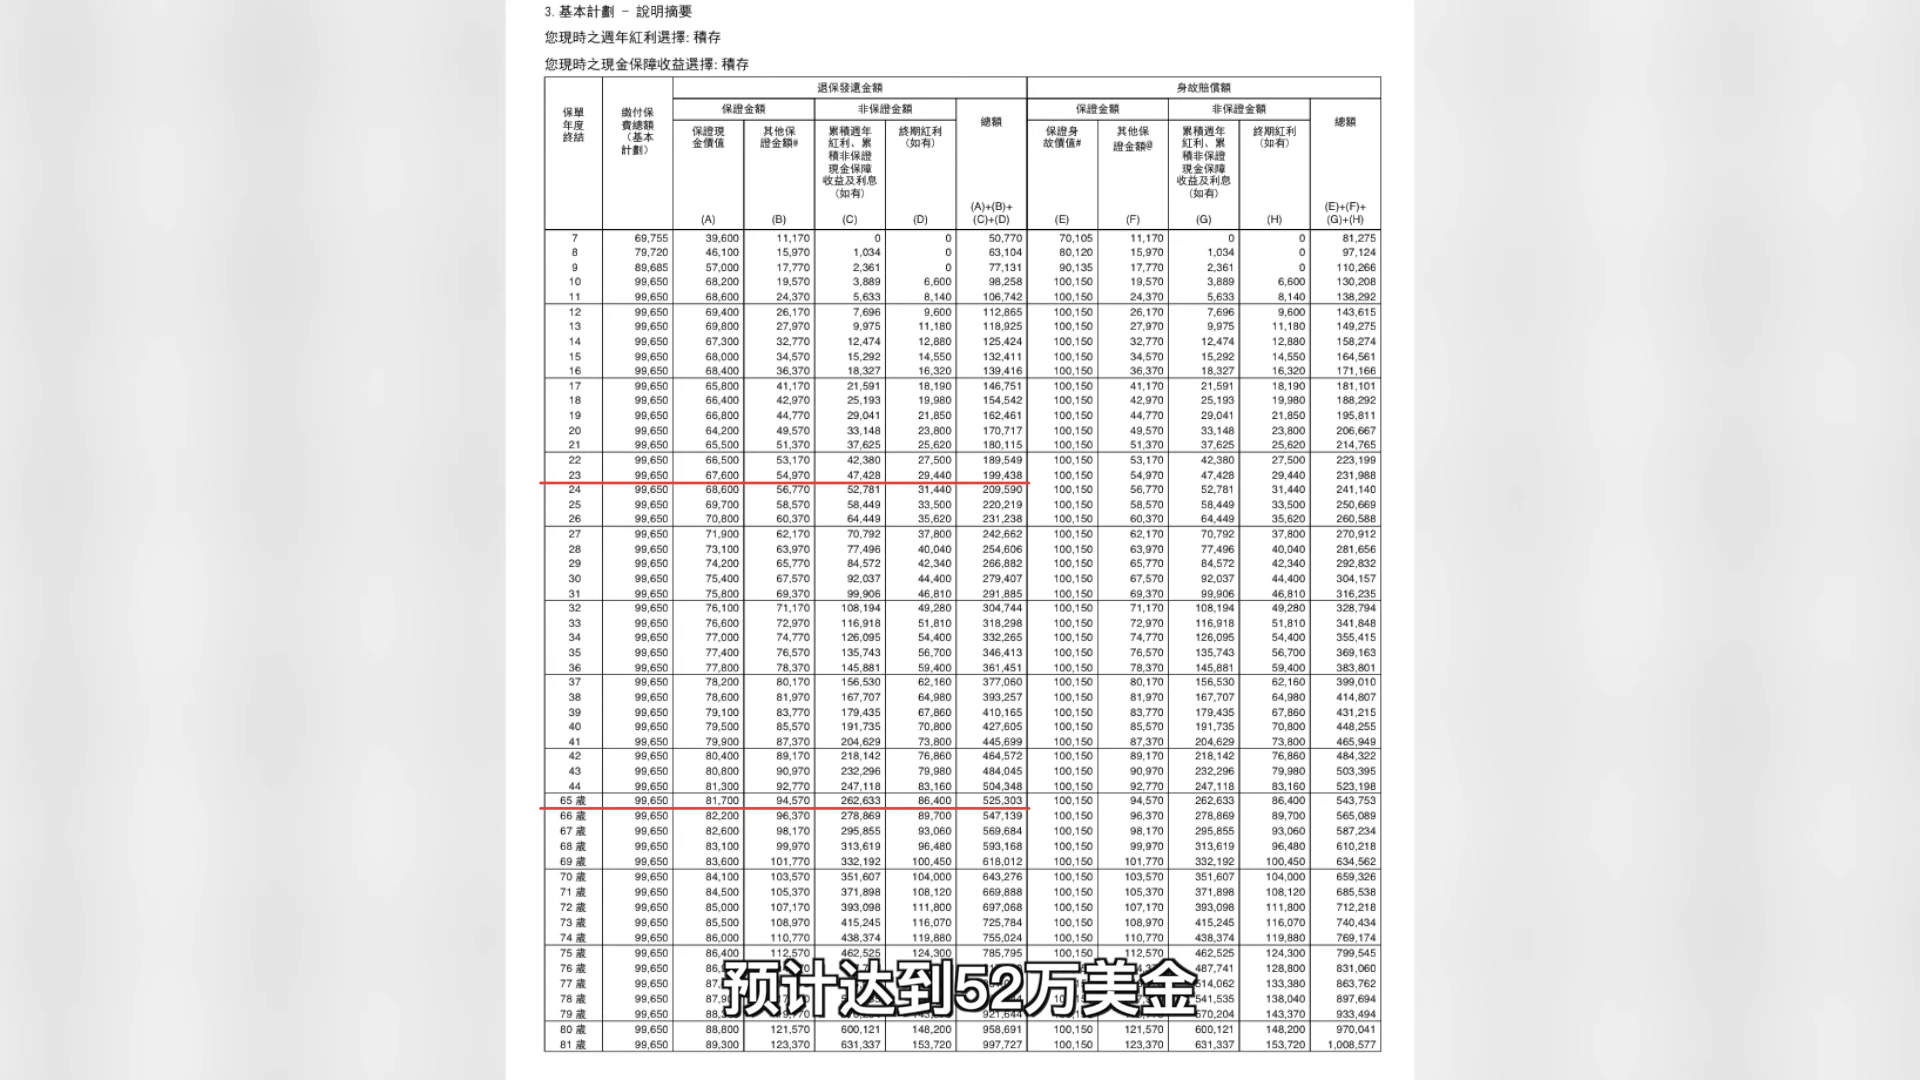 3. 基本計劃 － 說明摘要
您現時之週年紅利選擇: 積存
您現時之現金保障收益選擇: 積存
退保發還金額 身故賠償額
保單年度終結 繳付保費總額（基本計劃） 保證金額 非保證金額 總額 保證金額 非保證金額 總額
保證現金價值 其他保證金額# 累積週年紅利、累積非保證現金保障收益及利息（如有） 終期紅利（如有） 保證身故價值# 其他保證金額@ 累積週年紅利、累積非保證現金保障收益及利息（如有） 終期紅利（如有）
(A) (B) (C) (D) (A)+(B)+(C)+(D) (E) (F) (G) (H) (E)+(F)+(G)+(H)
7 69,755 39,600 11,170 0 0 50,770 70,105 11,170 0 0 81,275
8 79,720 46,100 15,970 1,034 0 63,104 80,120 15,970 1,034 0 97,124
9 89,685 57,000 17,770 2,361 0 77,131 90,135 17,770 2,361 0 110,266
10 99,650 68,200 19,570 3,889 6,600 98,258 100,150 19,570 3,889 6,600 130,208
11 99,650 68,600 24,370 5,633 8,140 106,742 100,150 24,370 5,633 8,140 138,292
12 99,650 69,400 26,170 7,696 9,600 112,865 100,150 26,170 7,696 9,600 143,615
13 99,650 69,800 27,970 9,975 11,180 118,925 100,150 27,970 9,975 11,180 149,275
14 99,650 67,300 32,770 12,474 12,880 125,424 100,150 32,770 12,474 12,880 158,274
15 99,650 68,000 34,570 15,292 14,550 132,411 100,150 34,570 15,292 14,550 164,561
16 99,650 68,400 36,370 18,327 16,320 139,416 100,150 36,370 18,327 16,320 171,166
17 99,650 65,800 41,170 21,591 18,190 146,751 100,150 41,170 21,591 18,190 181,101
18 99,650 66,400 42,970 25,193 19,980 154,542 100,150 42,970 25,193 19,980 188,292
19 99,650 66,800 44,770 29,041 21,850 162,461 100,150 44,770 29,041 21,850 195,811
20 99,650 64,200 49,570 33,148 23,800 170,717 100,150 49,570 33,148 23,800 206,667
21 99,650 65,500 51,370 37,625 25,620 180,115 100,150 51,370 37,625 25,620 214,765
22 99,650 66,500 53,170 42,380 27,500 189,549 100,150 53,170 42,380 27,500 223,199
23 99,650 67,600 54,970 47,428 29,440 199,438 100,150 54,970 47,428 29,440 231,988
24 99,650 68,600 56,770 52,781 31,440 209,590 100,150 56,770 52,781 31,440 241,140
25 99,650 69,700 58,570 58,449 33,500 220,219 100,150 58,570 58,449 33,500 250,669
26 99,650 70,800 60,370 64,449 35,620 231,238 100,150 60,370 64,449 35,620 260,588
27 99,650 71,900 62,170 70,792 37,800 242,662 100,150 62,170 70,792 37,800 270,912
28 99,650 73,100 63,970 77,496 40,040 254,606 100,150 63,970 77,496 40,040 281,656
29 99,650 74,200 65,770 84,572 42,340 266,882 100,150 65,770 84,572 42,340 292,832
30 99,650 75,400 67,570 92,037 44,400 279,407 100,150 67,570 92,037 44,400 304,157
31 99,650 75,800 69,370 99,906 46,810 291,885 100,150 69,370 99,906 46,810 316,235
32 99,650 76,100 71,170 108,194 49,280 304,744 100,150 71,170 108,194 49,280 328,794
33 99,650 76,600 72,970 116,918 51,810 318,298 100,150 72,970 116,918 51,810 341,848
34 99,650 77,000 74,770 126,095 54,400 332,265 100,150 74,770 126,095 54,400 355,415
35 99,650 77,400 76,570 135,743 56,700 346,413 100,150 76,570 135,743 56,700 369,163
36 99,650 77,800 78,370 145,881 59,400 361,451 100,150 78,370 145,881 59,400 383,801
37 99,650 78,200 80,170 156,530 62,160 377,060 100,150 80,170 156,530 62,160 399,010
38 99,650 78,600 81,970 167,707 64,980 393,257 100,150 81,970 167,707 64,980 414,807
39 99,650 79,100 83,770 179,435 67,860 410,165 100,150 83,770 179,435 67,860 431,215
40 99,650 79,500 85,570 191,735 70,800 427,605 100,150 85,570 191,735 70,800 448,255
41 99,650 79,900 87,370 204,629 73,800 445,699 100,150 87,370 204,629 73,800 465,949
42 99,650 80,400 89,170 218,142 76,860 464,572 100,150 89,170 218,142 76,860 484,322
43 99,650 80,800 90,970 232,296 79,980 484,045 100,150 90,970 232,296 79,980 503,395
44 99,650 81,300 92,770 247,118 83,160 504,348 100,150 92,770 247,118 83,160 523,198
65 歲 99,650 81,700 94,570 262,633 86,400 525,303 100,150 94,570 262,633 86,400 543,753
66 歲 99,650 82,200 96,370 278,869 89,700 547,139 100,150 96,370 278,869 89,700 565,089
67 歲 99,650 82,600 98,170 295,855 93,060 569,684 100,150 98,170 295,855 93,060 587,234
68 歲 99,650 83,100 99,970 313,619 96,480 593,168 100,150 99,970 313,619 96,480 610,218
69 歲 99,650 83,600 101,770 332,192 100,450 618,012 100,150 101,770 332,192 100,450 634,562
70 歲 99,650 84,100 103,570 351,607 104,000 643,276 100,150 103,570 351,607 104,000 659,326
71 歲 99,650 84,500 105,370 371,898 108,120 669,888 100,150 105,370 371,898 108,120 685,538
72 歲 99,650 85,000 107,170 393,098 111,800 697,068 100,150 107,170 393,098 111,800 712,218
73 歲 99,650 85,500 108,970 415,245 116,070 725,784 100,150 108,970 415,245 116,070 740,434
74 歲 99,650 86,000 110,770 438,374 119,880 755,024 100,150 110,770 438,374 119,880 769,174
75 歲 99,650 86,400 112,570 462,525 124,300 785,795 100,150 112,570 462,525 124,300 799,545
76 歲 99,650 487,741 128,800 831,060
77 歲 99,650 514,062 133,380 863,762
78 歲 99,650 541,535 138,040 897,694
79 歲 99,650 921,644 570,204 143,370 933,494
80 歲 99,650 88,800 121,570 600,121 148,200 958,691 100,150 121,570 600,121 148,200 970,041
81 歲 99,650 89,300 123,370 631,337 153,720 997,727 100,150 123,370 631,337 153,720 1,008,577
预计达到52万美金